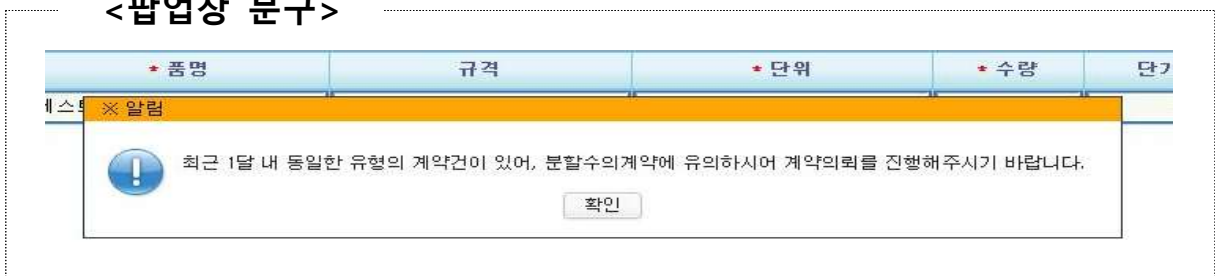 <팝업창 문구>
* 품명 규격 * 단위 * 수량 단가
※ 알림
최근 1달 내 동일한 유형의 계약건이 있어, 분할수의계약에 유의하시어 계약의뢰를 진행해주시기 바랍니다.
확인